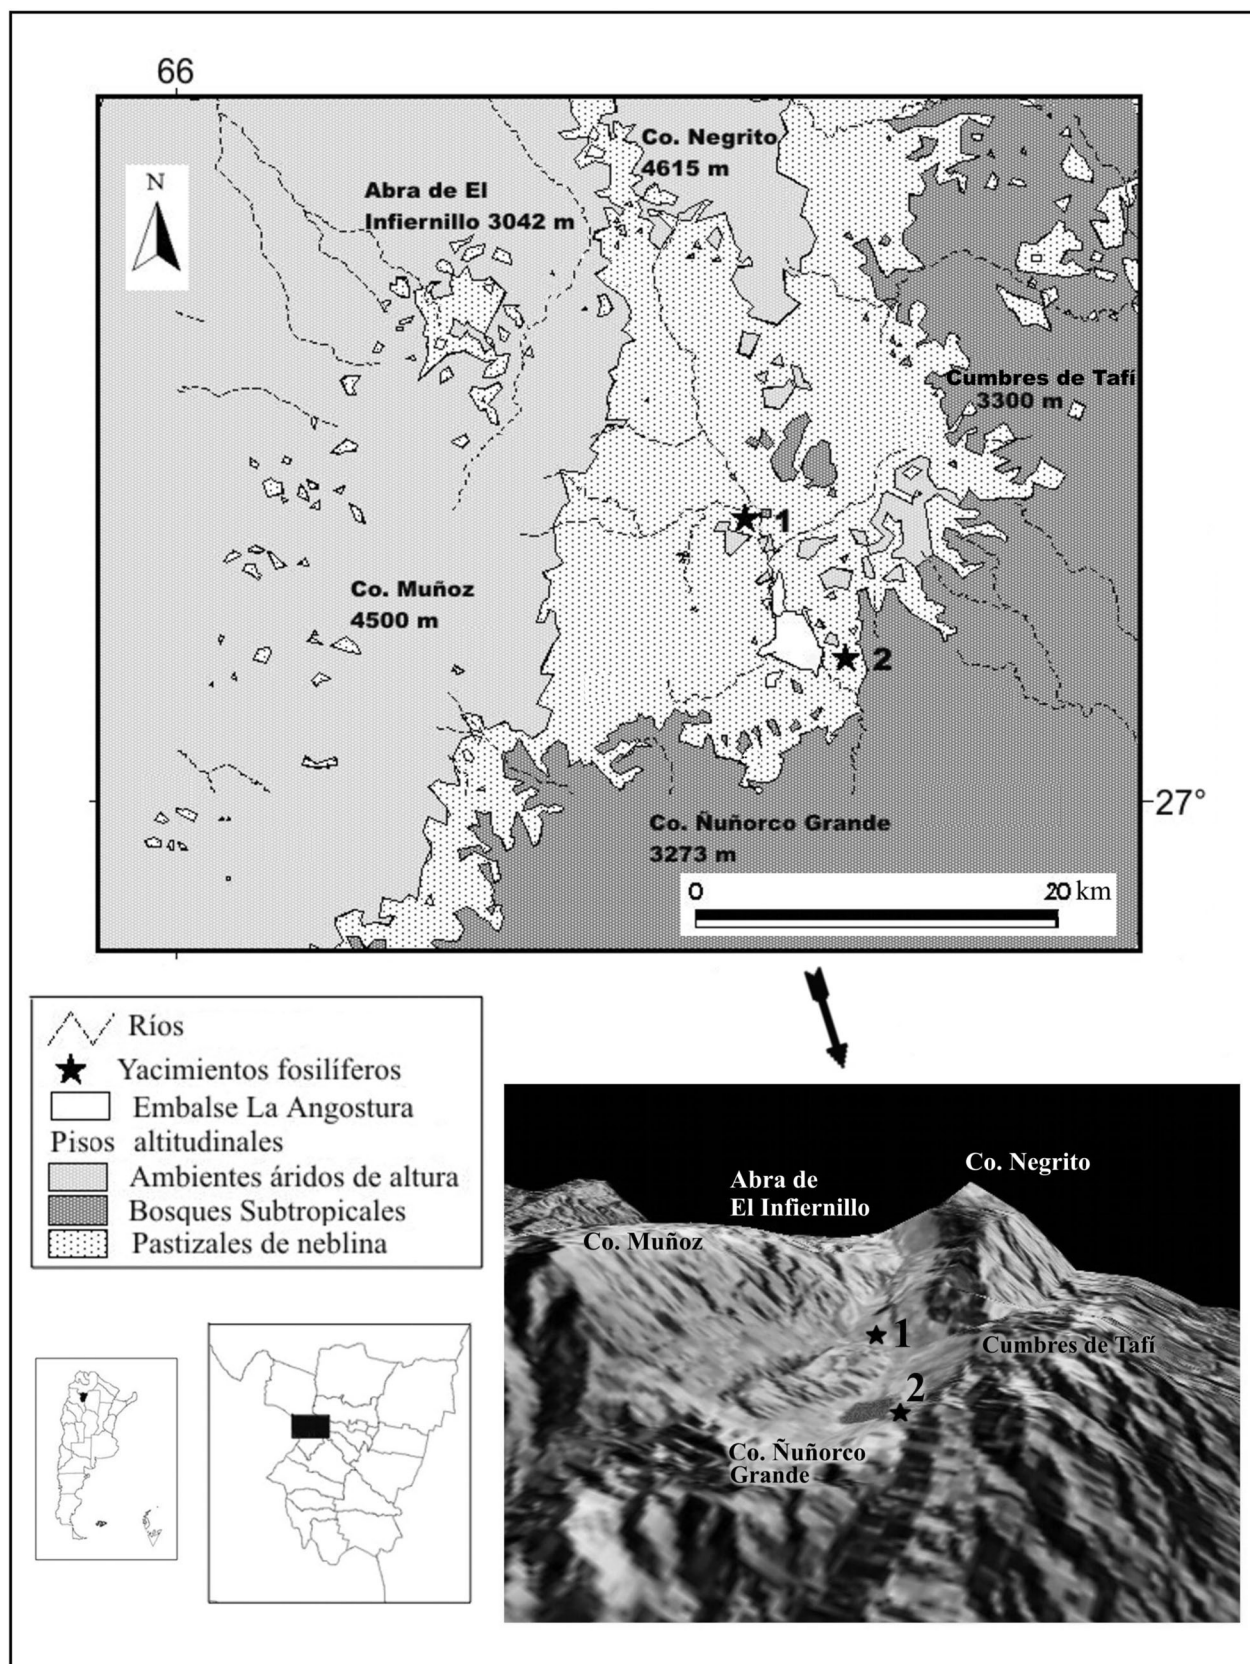 66
Co. Negrito
4615 m
N
Abra de El
Infiernillo 3042 m
Cumbres de Tafí
3300 m
1
Co. Muñoz
4500 m
2
27°
Co. Ñuñorco Grande
3273 m
0 20 km
Ríos
Yacimientos fosilíferos
Embalse La Angostura
Pisos altitudinales
Ambientes áridos de altura
Bosques Subtropicales
Pastizales de neblina
Co. Negrito
Abra de
El Infiernillo
Co. Muñoz
1
Cumbres de Tafí
2
Co. Ñuñorco
Grande